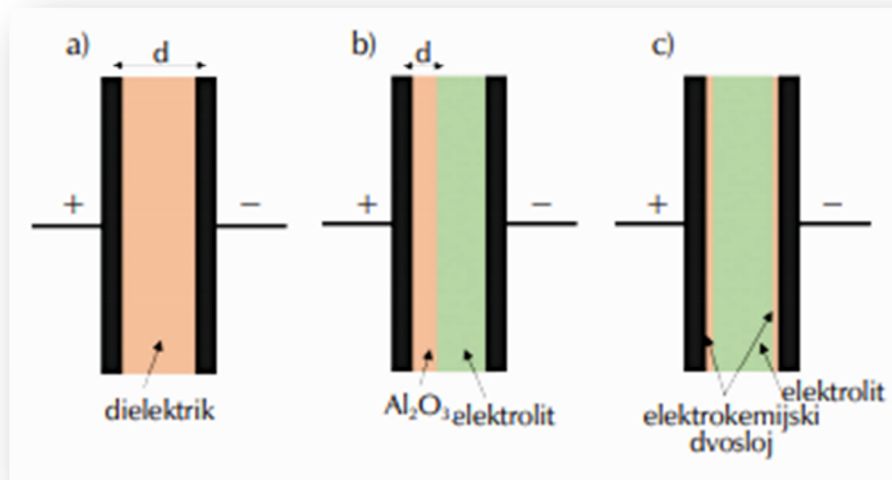 a)
d
+
−
dielektrik
b)
d
+
−
Al₂O₃
elektrolit
c)
+
−
elektrolit
elektrokemijski
dvosloj